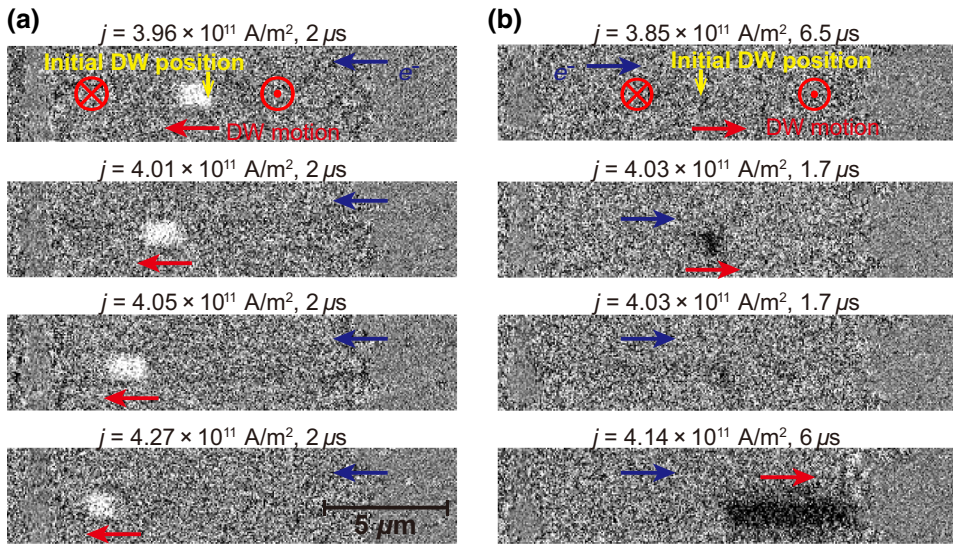 (a)
j = 3.96 × 10¹¹ A/m², 2 µs
Initial DW position
e⁻
DW motion
j = 4.01 × 10¹¹ A/m², 2 µs
j = 4.05 × 10¹¹ A/m², 2 µs
j = 4.27 × 10¹¹ A/m², 2 µs
5 µm
(b)
j = 3.85 × 10¹¹ A/m², 6.5 µs
e⁻
Initial DW position
DW motion
j = 4.03 × 10¹¹ A/m², 1.7 µs
j = 4.03 × 10¹¹ A/m², 1.7 µs
j = 4.14 × 10¹¹ A/m², 6 µs